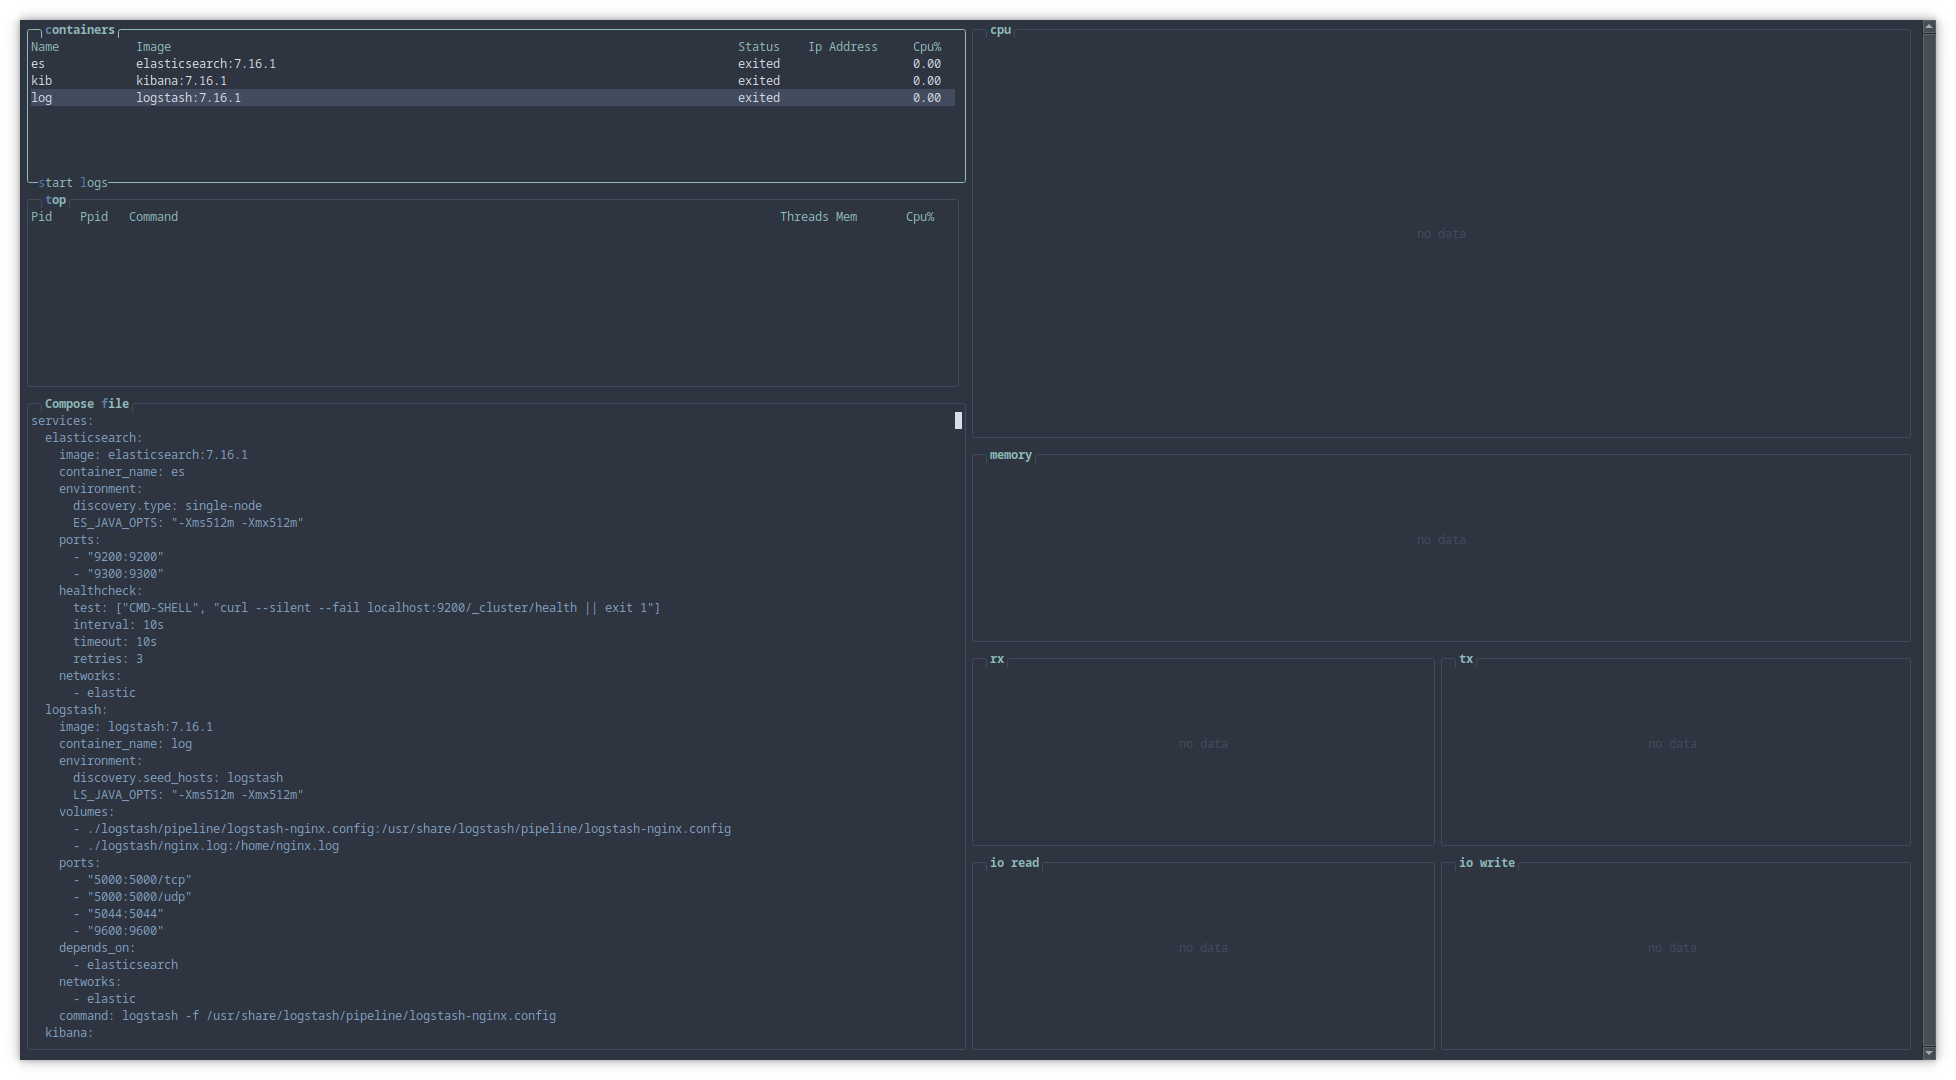 containers
Name Image Status Ip Address Cpu%
es elasticsearch:7.16.1 exited 0.00
kib kibana:7.16.1 exited 0.00
log logstash:7.16.1 exited 0.00
start logs
top
Pid Ppid Command Threads Mem Cpu%
Compose file
services:
  elasticsearch:
    image: elasticsearch:7.16.1
    container_name: es
    environment:
      discovery.type: single-node
      ES_JAVA_OPTS: "-Xms512m -Xmx512m"
    ports:
      - "9200:9200"
      - "9300:9300"
    healthcheck:
      test: ["CMD-SHELL", "curl --silent --fail localhost:9200/_cluster/health || exit 1"]
      interval: 10s
      timeout: 10s
      retries: 3
    networks:
      - elastic
  logstash:
    image: logstash:7.16.1
    container_name: log
    environment:
      discovery.seed_hosts: logstash
      LS_JAVA_OPTS: "-Xms512m -Xmx512m"
    volumes:
      - ./logstash/pipeline/logstash-nginx.config:/usr/share/logstash/pipeline/logstash-nginx.config
      - ./logstash/nginx.log:/home/nginx.log
    ports:
      - "5000:5000/tcp"
      - "5000:5000/udp"
      - "5044:5044"
      - "9600:9600"
    depends_on:
      - elasticsearch
    networks:
      - elastic
    command: logstash -f /usr/share/logstash/pipeline/logstash-nginx.config
  kibana:
cpu
no data
memory
no data
rx
no data
tx
no data
io read
no data
io write
no data